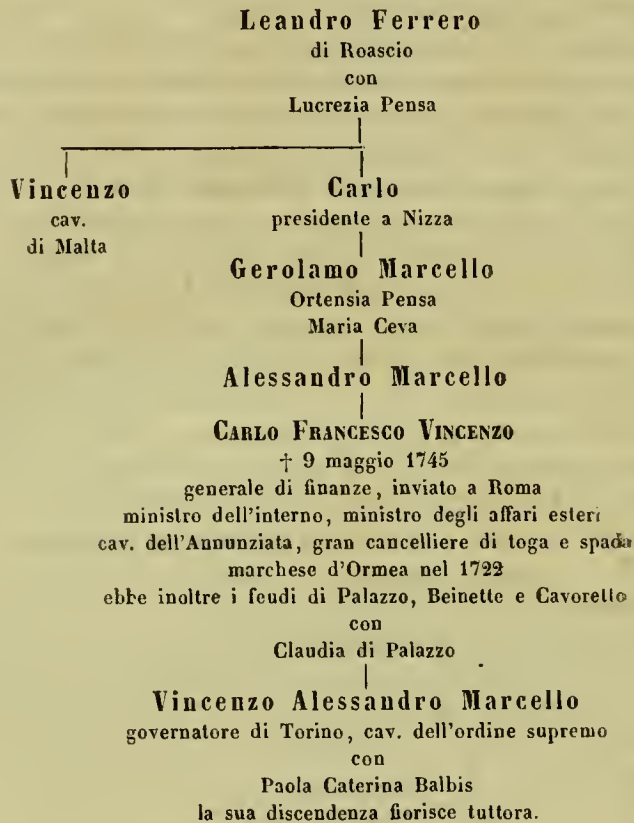 Leandro Ferrero
di Roascio
con
Lucrezia Pensa
Vincenzo
cav.
di Malta
Carlo
presidente a Nizza
Gerolamo Marcello
Ortensia Pensa
Maria Ceva
Alessandro Marcello
CARLO FRANCESCO VINCENZO
† 9 maggio 1745
generale di finanze, inviato a Roma
ministro dell'interno, ministro degli affari esteri
cav. dell'Annunziata, gran cancelliere di toga e spada
marchese d'Ormea nel 1722
ebbe inoltre i feudi di Palazzo, Beinette e Cavoretto
con
Claudia di Palazzo
Vincenzo Alessandro Marcello
governatore di Torino, cav. dell'ordine supremo
con
Paola Caterina Balbis
la sua discendenza fiorisce tuttora.